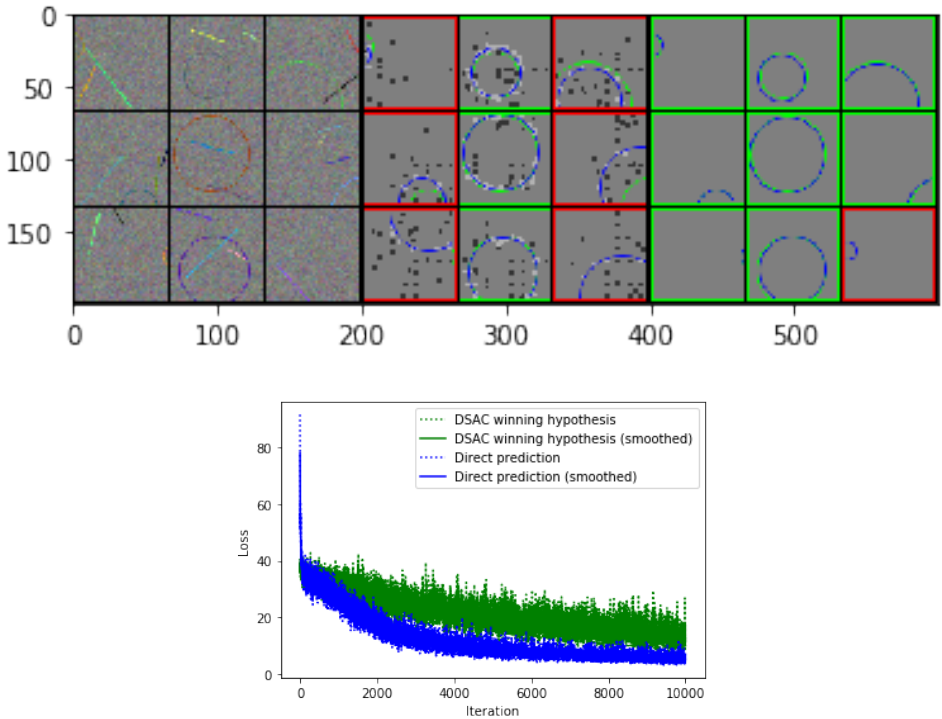 0
50
100
150
0 100 200 300 400 500
DSAC winning hypothesis
DSAC winning hypothesis (smoothed)
Direct prediction
Direct prediction (smoothed)
80
60
40
20
0
Loss
0 2000 4000 6000 8000 10000
Iteration